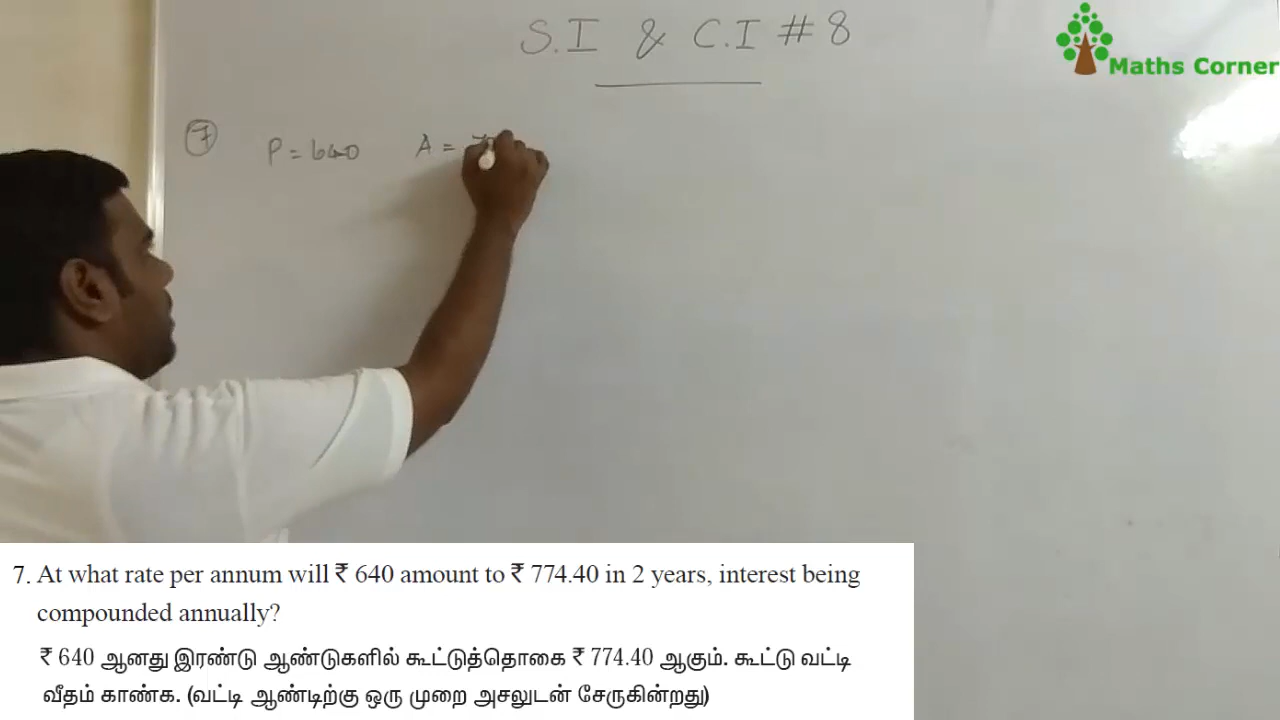 S.I & C.I # 8
Maths Corner
7 P = 640 A =
7. At what rate per annum will ₹ 640 amount to ₹ 774.40 in 2 years, interest being
compounded annually?
₹ 640 ஆனது இரண்டு ஆண்டுகளில் கூட்டுத்தொகை ₹ 774.40 ஆகும். கூட்டு வட்டி
வீதம் காண்க. (வட்டி ஆண்டிற்கு ஒரு முறை அசலுடன் சேருகின்றது)